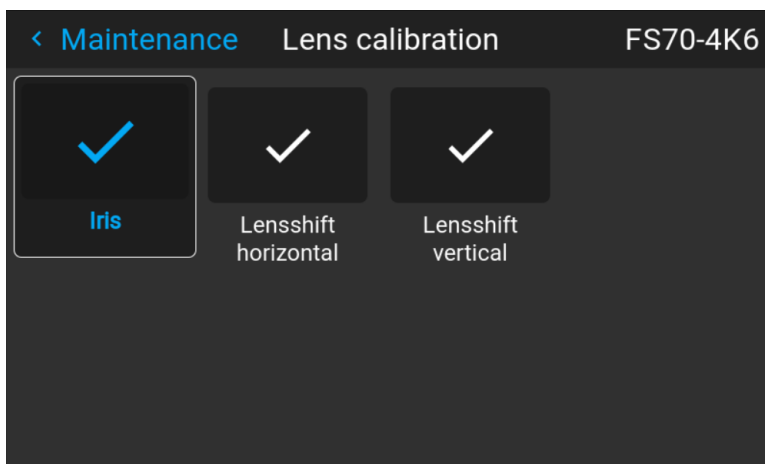 Maintenance Lens calibration FS70-4K6
Iris
Lensshift
horizontal
Lensshift
vertical